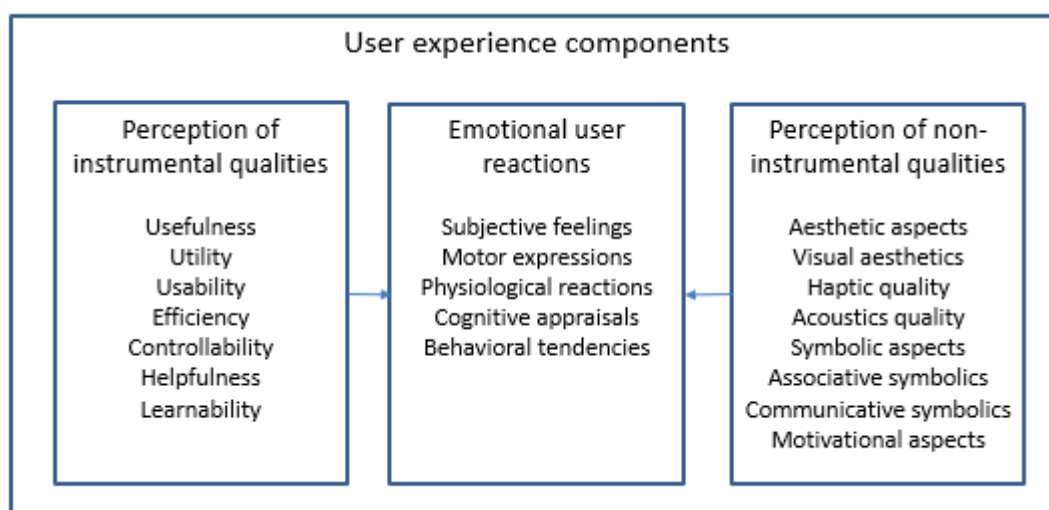 User experience components
Perception of
instrumental qualities
Usefulness
Utility
Usability
Efficiency
Controllability
Helpfulness
Learnability
Emotional user
reactions
Subjective feelings
Motor expressions
Physiological reactions
Cognitive appraisals
Behavioral tendencies
Perception of non-
instrumental qualities
Aesthetic aspects
Visual aesthetics
Haptic quality
Acoustics quality
Symbolic aspects
Associative symbolics
Communicative symbolics
Motivational aspects